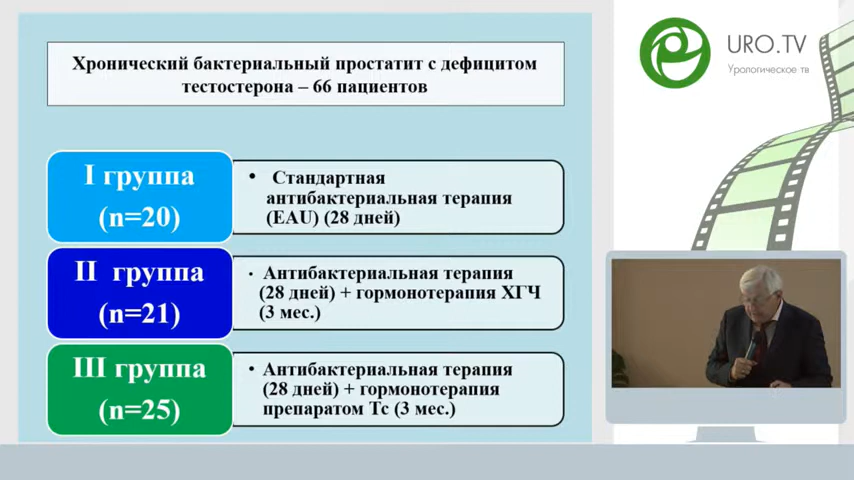 Хронический бактериальный простатит с дефицитом
тестостерона – 66 пациентов
I группа
(n=20)
• Стандартная
антибактериальная терапия
(EAU) (28 дней)
II группа
(n=21)
• Антибактериальная терапия
(28 дней) + гормонотерапия ХГЧ
(3 мес.)
III группа
(n=25)
• Антибактериальная терапия
(28 дней) + гормонотерапия
препаратом Тс (3 мес.)
URO.TV
Урологическое тв